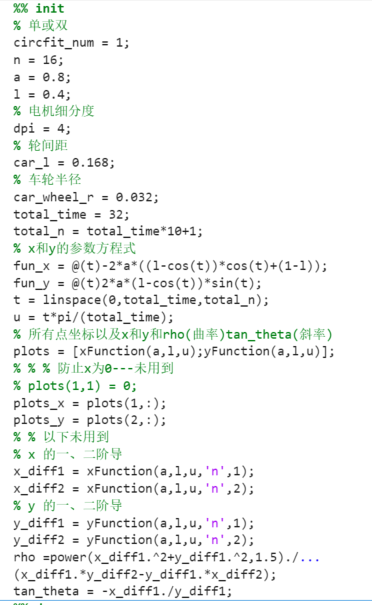 %% init
% 单或双
circfit_num = 1;
n = 16;
a = 0.8;
l = 0.4;
% 电机细分度
dpi = 4;
% 轮间距
car_l = 0.168;
% 车轮半径
car_wheel_r = 0.032;
total_time = 32;
total_n = total_time*10+1;
% x和y的参数方程式
fun_x = @(t)-2*a*((l-cos(t))*cos(t)+(1-l));
fun_y = @(t)2*a*(l-cos(t))*sin(t);
t = linspace(0,total_time,total_n);
u = t*pi/(total_time);
% 所有点坐标以及x和y和rho(曲率)tan_theta(斜率)
plots = [xFunction(a,l,u);yFunction(a,l,u)];
% % % 防止x为0---未用到
% plots(1,1) = 0;
plots_x = plots(1,:);
plots_y = plots(2,:);
% % 以下未用到
% x 的一、二阶导
x_diff1 = xFunction(a,l,u,'n',1);
x_diff2 = xFunction(a,l,u,'n',2);
% y 的一、二阶导
y_diff1 = yFunction(a,l,u,'n',1);
y_diff2 = yFunction(a,l,u,'n',2);
rho =power(x_diff1.^2+y_diff1.^2,1.5)./...
(x_diff1.*y_diff2-y_diff1.*x_diff2);
tan_theta = -x_diff1./y_diff1;